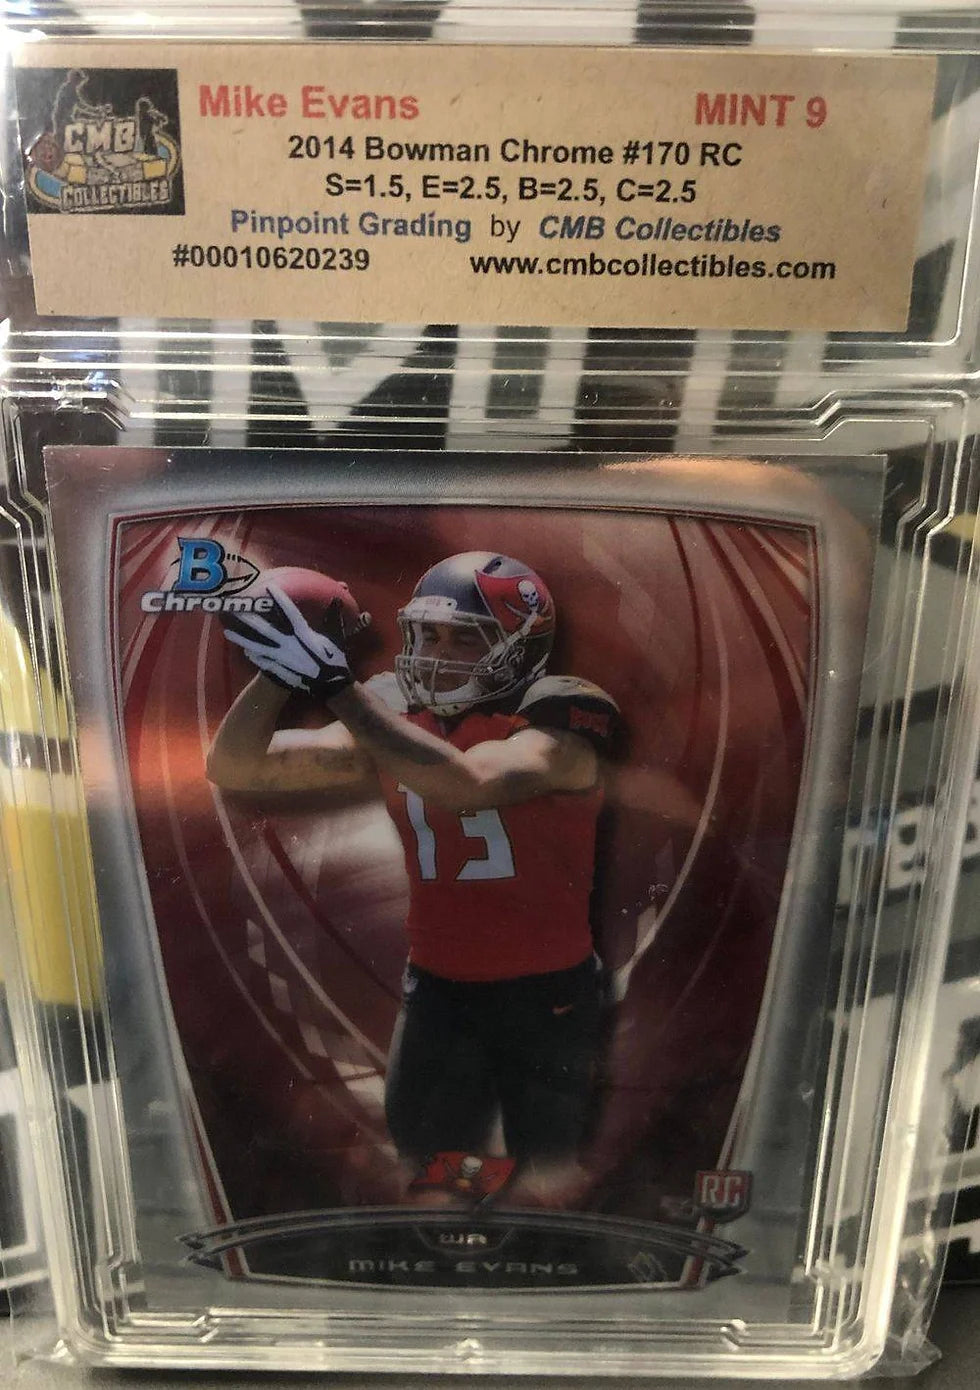 Mike Evans MINT 9
CMB
COLLECTIBLES
2014 Bowman Chrome #170 RC
S=1.5, E=2.5, B=2.5, C=2.5
Pinpoint Grading by CMB Collectibles
#00010620239 www.cmbcollectibles.com
B
Chrome
13
RC
WR
MIKE EVANS